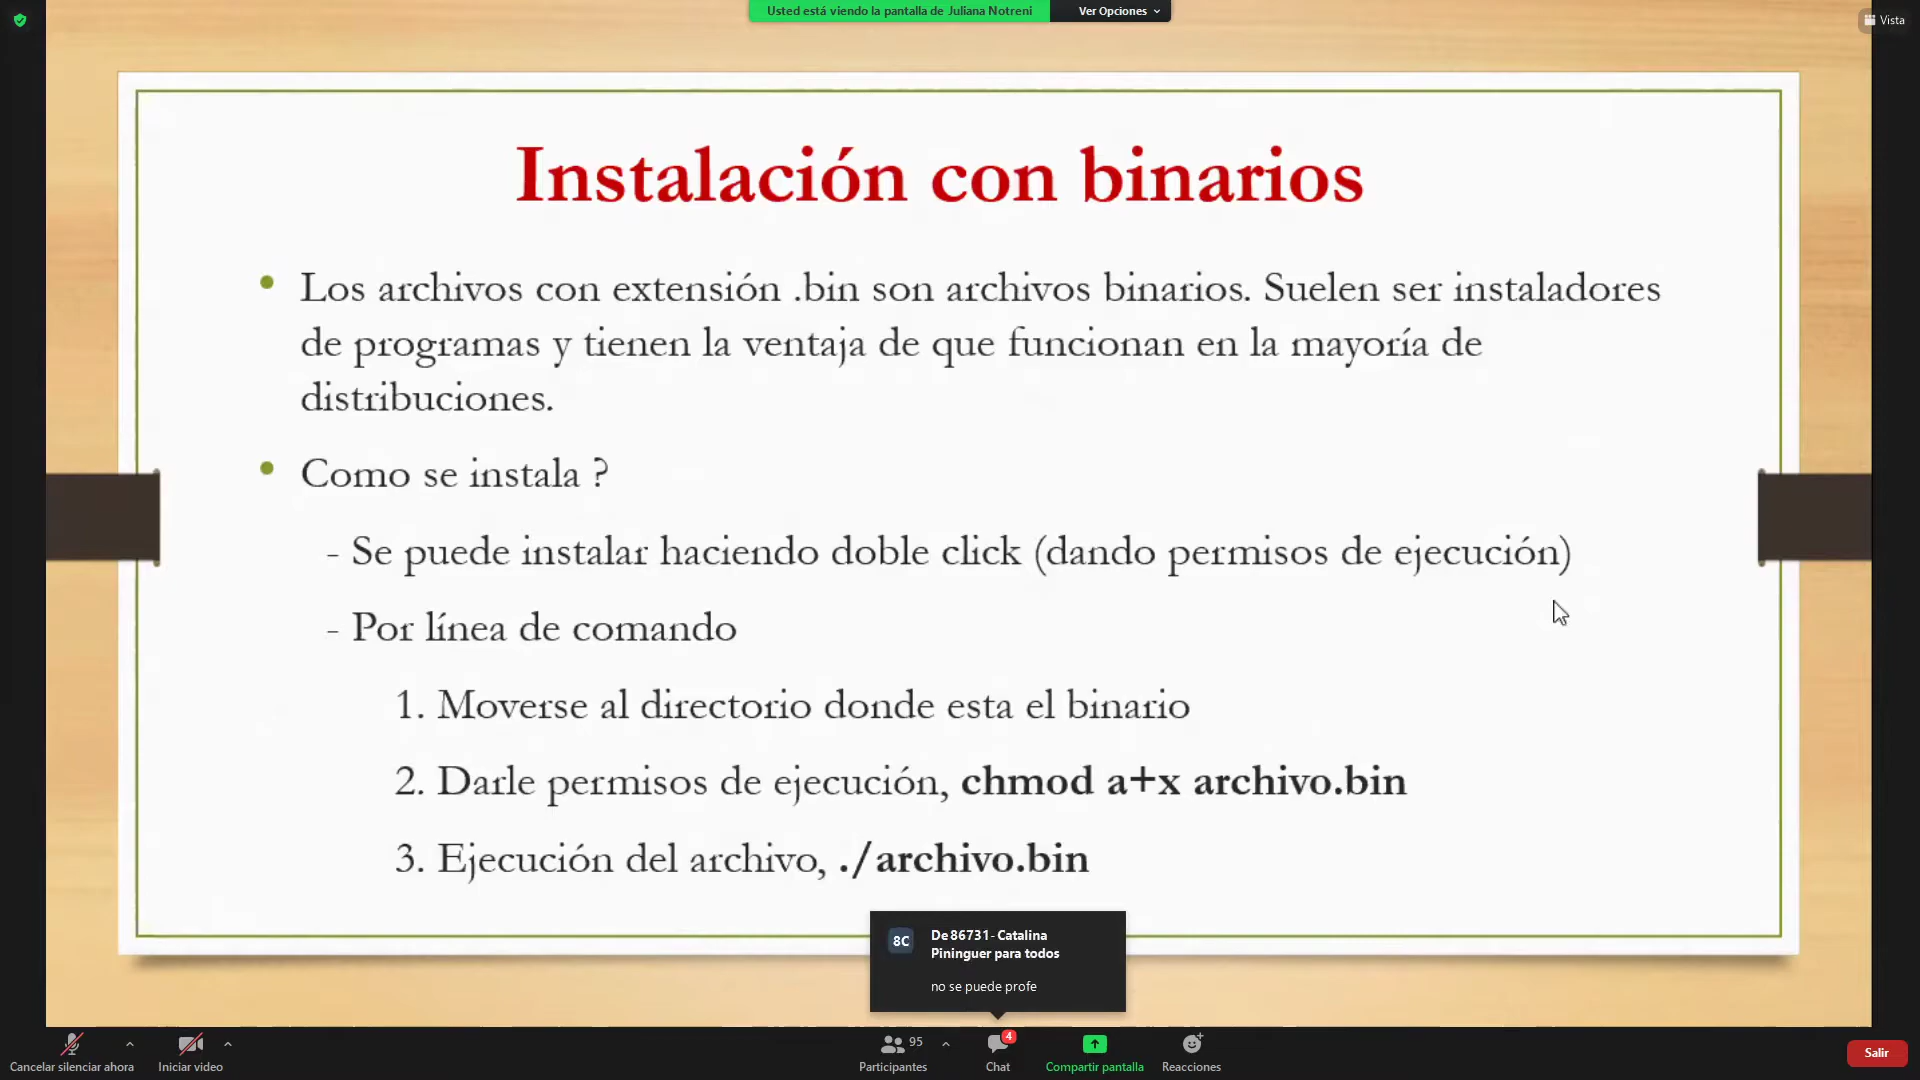 Usted está viendo la pantalla de Juliana Notreni
Ver Opciones
Vista
Instalación con binarios
Los archivos con extensión .bin son archivos binarios. Suelen ser instaladores
de programas y tienen la ventaja de que funcionan en la mayoría de
distribuciones.
Como se instala ?
- Se puede instalar haciendo doble click (dando permisos de ejecución)
- Por línea de comando
1. Moverse al directorio donde esta el binario
2. Darle permisos de ejecución, chmod a+x archivo.bin
3. Ejecución del archivo, ./archivo.bin
8C
De 86731- Catalina
Pininguer para todos
no se puede profe
Cancelar silenciar ahora
Iniciar video
95
Participantes
4
Chat
Compartir pantalla
Reacciones
Salir